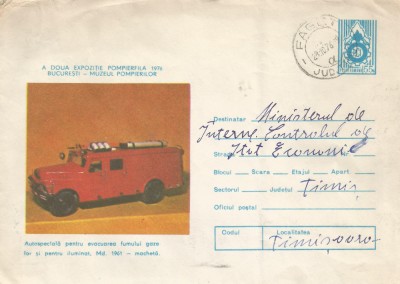 A DOUA EXPOZIȚIE POMPIERFILA 1976
BUCUREȘTI – MUZEUL POMPIERILOR
Autospecială pentru evacuarea fumului gaze
lor și pentru iluminat, Md. 1961 – machetă.
JUD
Destinatar Ministerul de
Interne Controlul de
Stat Economic
Blocul Scara Etajul Apart.
Sectorul Județul Timiș
Oficiul poștal
Codul Localitatea
Timișoara